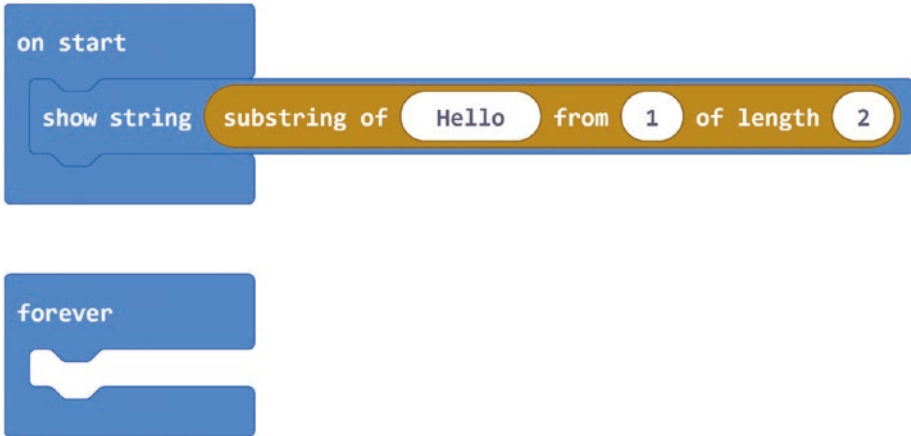 on start
show string substring of Hello from 1 of length 2
forever